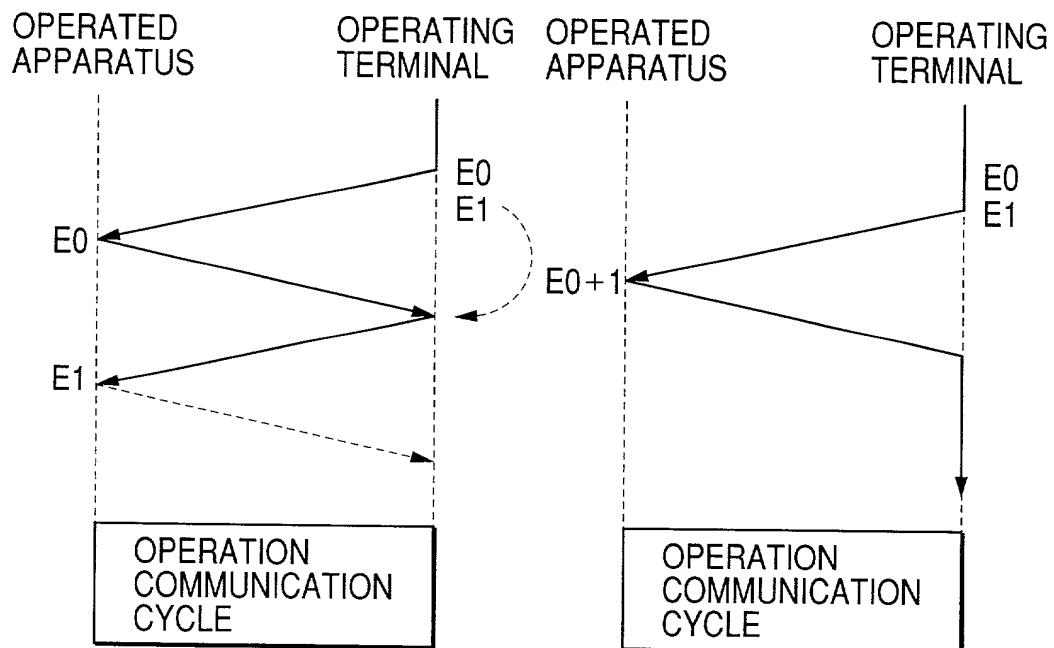 OPERATED
APPARATUS
OPERATING
TERMINAL
E0
E1
E0
E1
OPERATION
COMMUNICATION
CYCLE
OPERATED
APPARATUS
OPERATING
TERMINAL
E0
E1
E0+1
OPERATION
COMMUNICATION
CYCLE